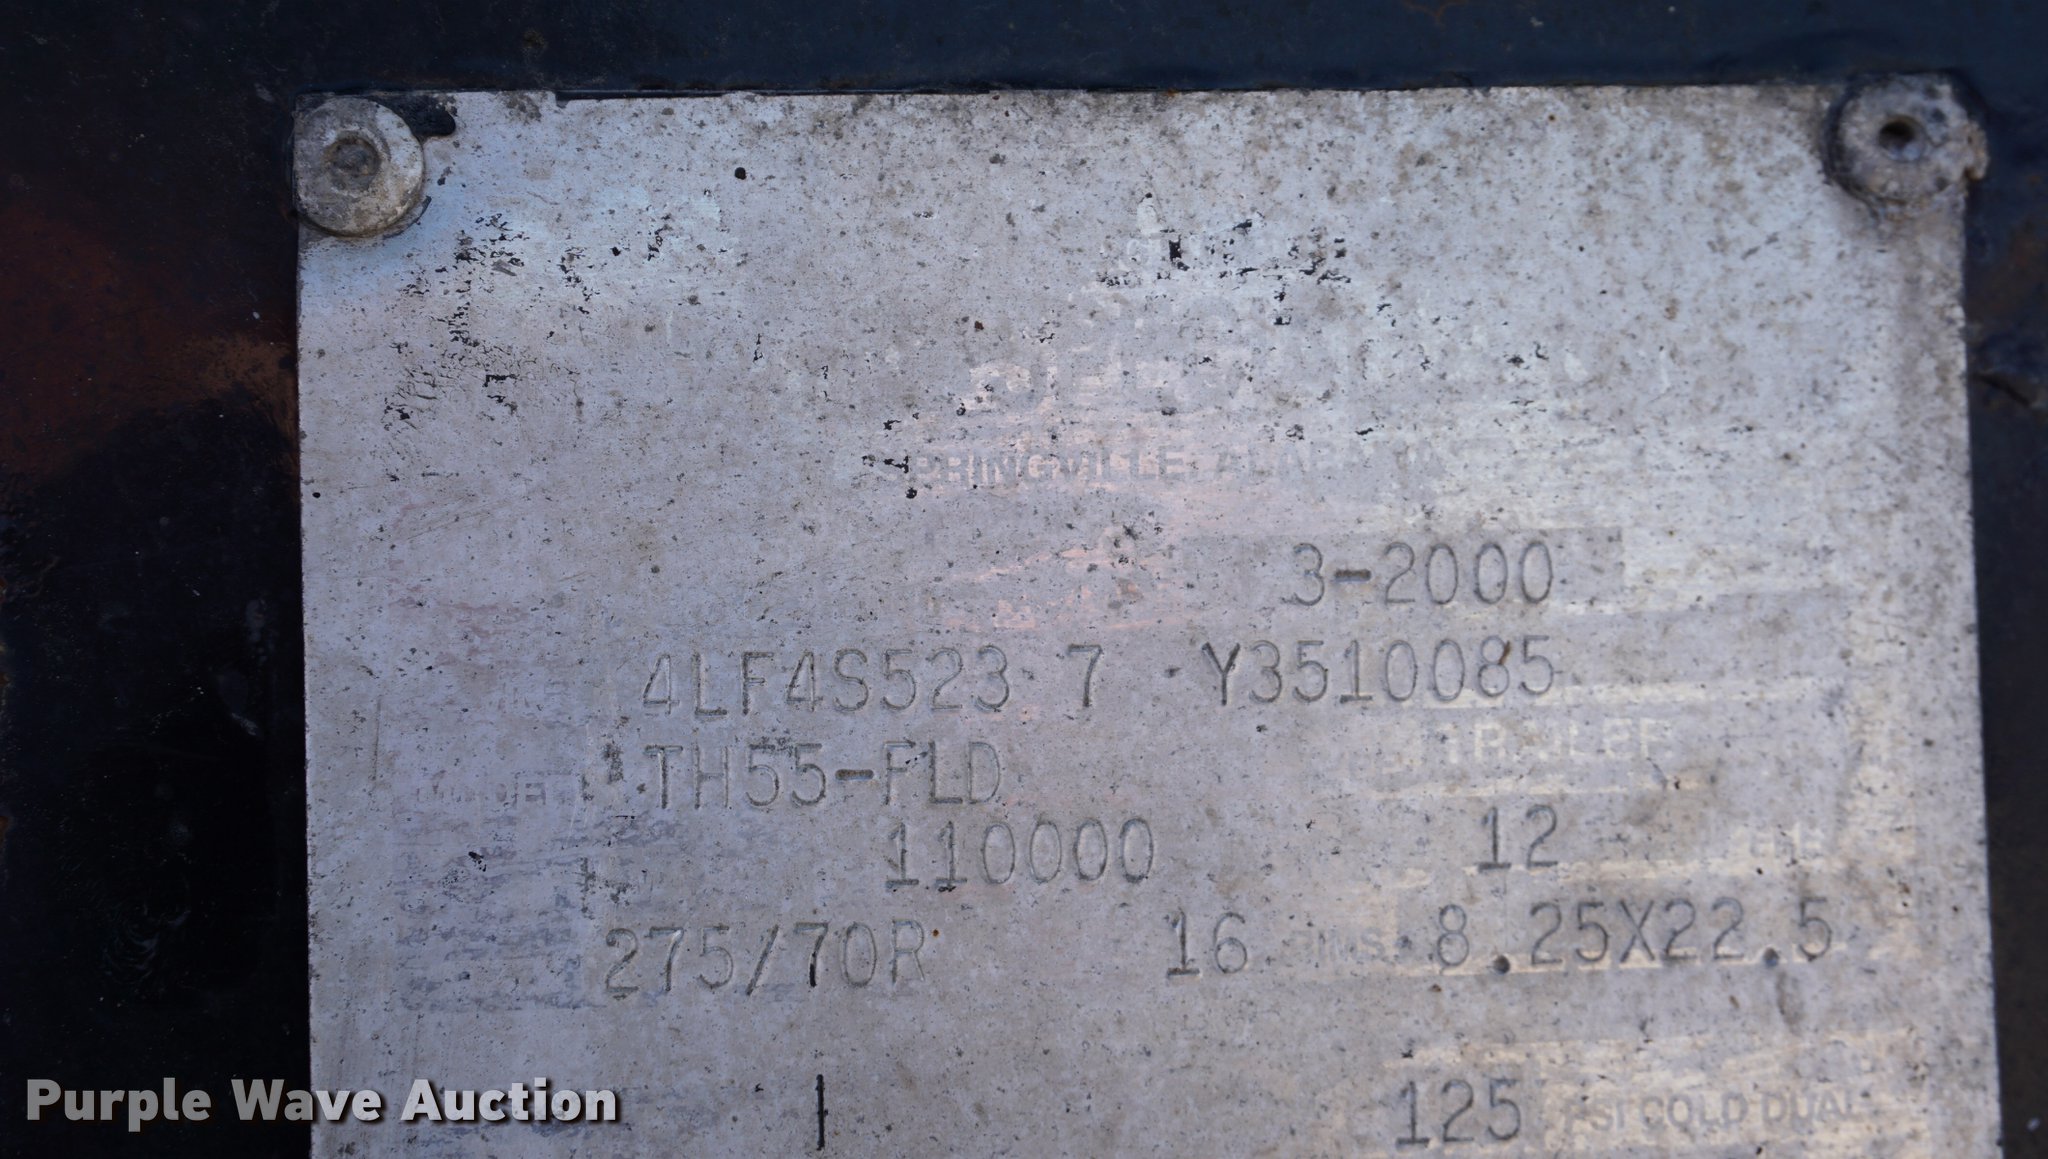 SPRINGVILLE, ALABAMA
3-2000
4LF4S523 7 Y3510085
TRAILER
TH55-FLD
110000 12
275/70R 16 RIMS 8.25X22.5
125 PSI COLD DUAL
Purple Wave Auction